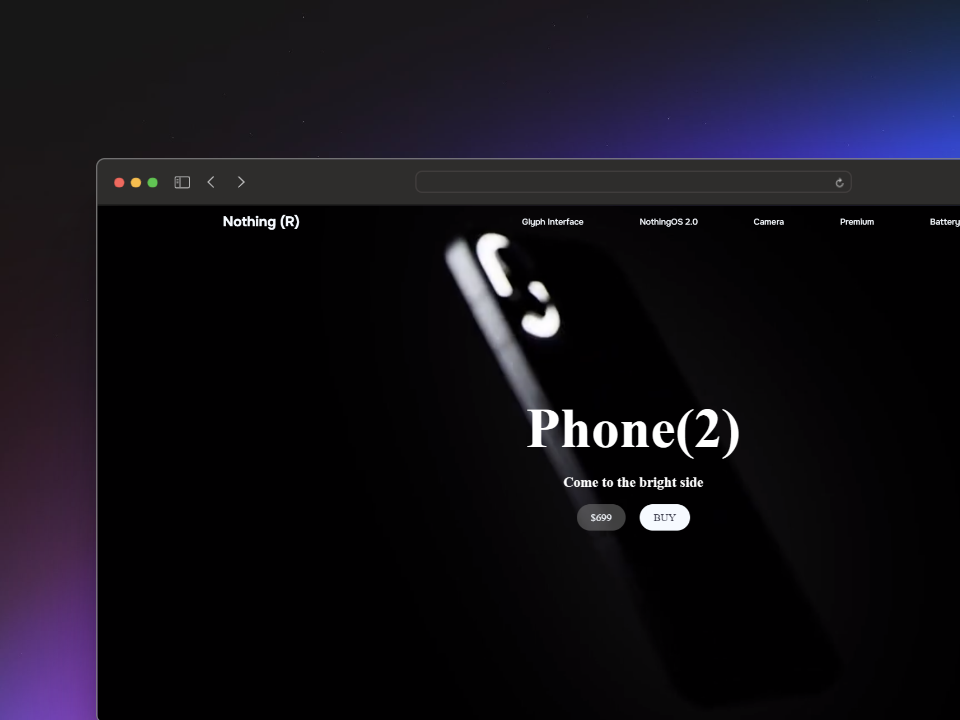 Nothing (R) Glyph Interface NothingOS 2.0 Camera Premium Battery
Phone(2)
Come to the bright side
$699 BUY